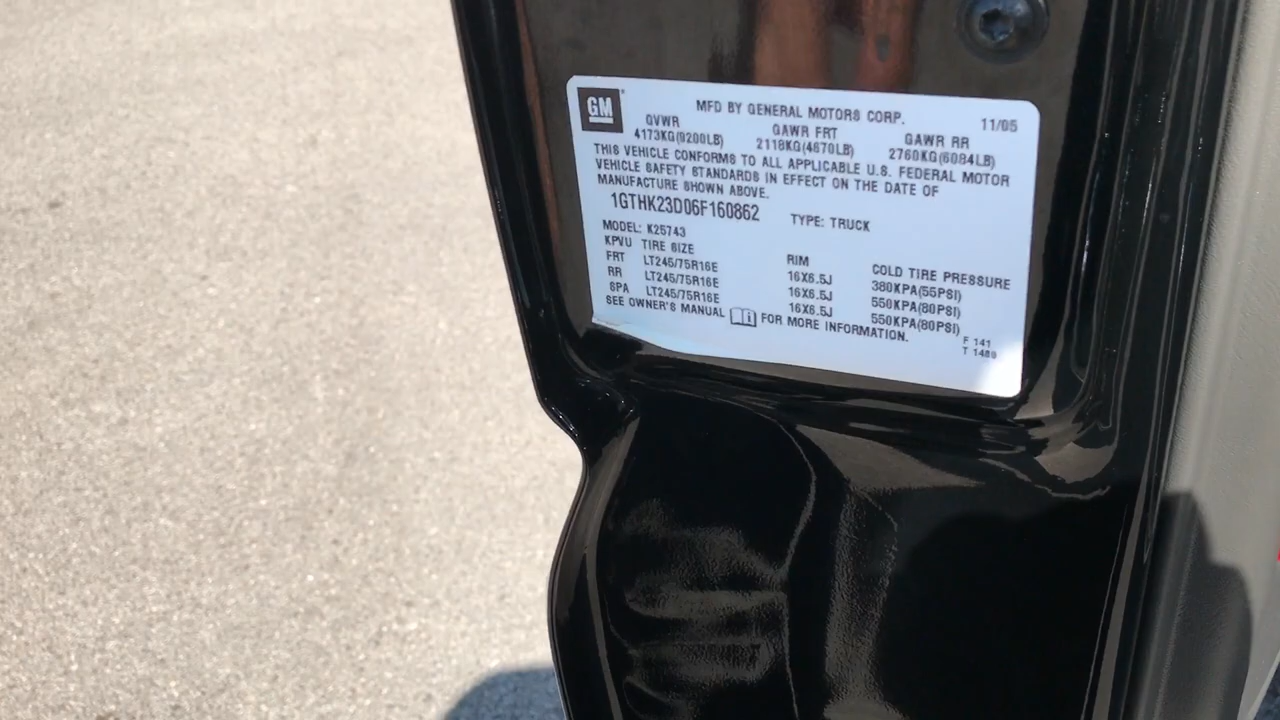 GM MFD BY GENERAL MOTORS CORP. 11/05
GVWR GAWR FRT GAWR RR
4173KG(9200LB) 2118KG(4670LB) 2760KG(6084LB)
THIS VEHICLE CONFORMS TO ALL APPLICABLE U.S. FEDERAL MOTOR
VEHICLE SAFETY STANDARDS IN EFFECT ON THE DATE OF
MANUFACTURE SHOWN ABOVE.
1GTHK23D06F160862 TYPE: TRUCK
MODEL: K25743
KPVU TIRE SIZE RIM COLD TIRE PRESSURE
FRT LT245/75R16E 16X6.5J 380KPA(55PSI)
RR LT245/75R16E 16X6.5J 550KPA(80PSI)
SPA LT245/75R16E 16X6.5J 550KPA(80PSI)
SEE OWNER'S MANUAL FOR MORE INFORMATION.
F 141
T 1489